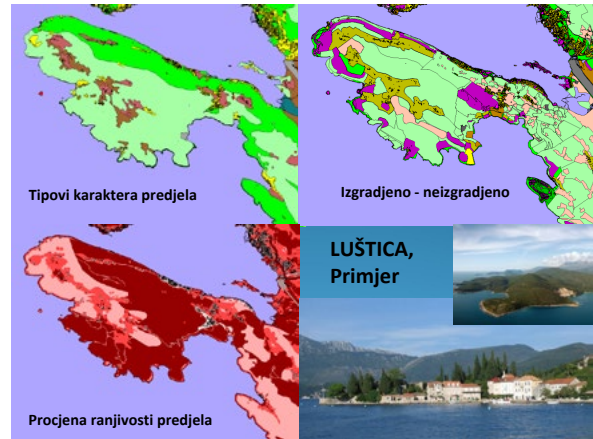 Tipovi karaktera predjela
Izgradjeno - neizgradjeno
Procjena ranjivosti predjela
LUŠTICA,
Primjer